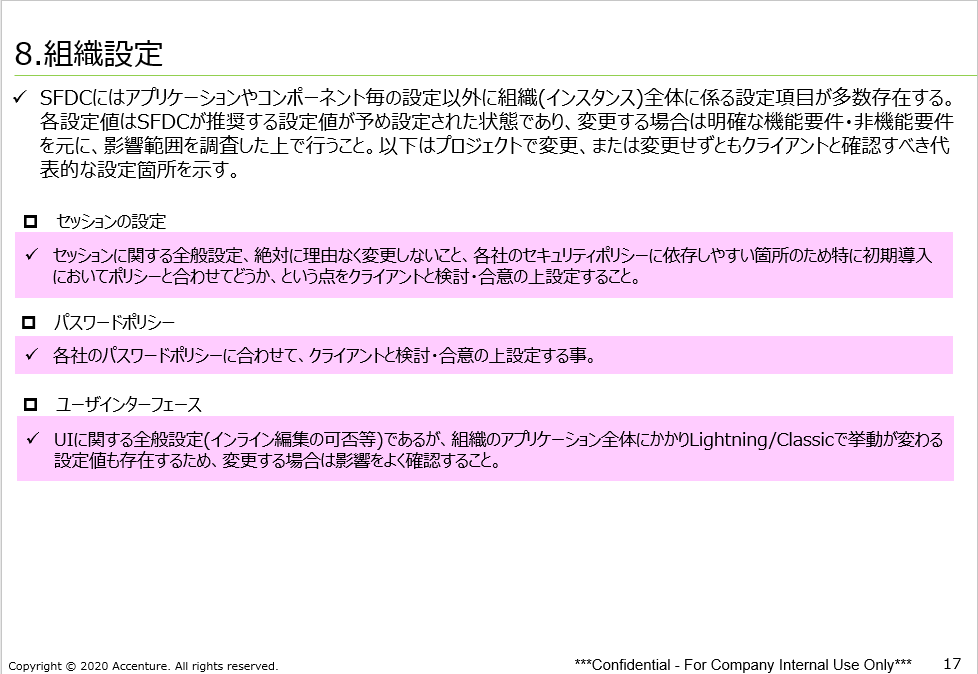 8.組織設定
✓ SFDCにはアプリケーションやコンポーネント毎の設定以外に組織(インスタンス)全体に係る設定項目が多数存在する。
各設定値はSFDCが推奨する設定値が予め設定された状態であり、変更する場合は明確な機能要件・非機能要件
を元に、影響範囲を調査した上で行うこと。以下はプロジェクトで変更、または変更せずともクライアントと確認すべき代
表的な設定箇所を示す。
セッションの設定
✓ セッションに関する全般設定、絶対に理由なく変更しないこと、各社のセキュリティポリシーに依存しやすい箇所のため特に初期導入
においてポリシーと合わせてどうか、という点をクライアントと検討・合意の上設定すること。
パスワードポリシー
✓ 各社のパスワードポリシーに合わせて、クライアントと検討・合意の上設定する事。
ユーザインターフェース
✓ UIに関する全般設定(インライン編集の可否等)であるが、組織のアプリケーション全体にかかりLightning/Classicで挙動が変わる
設定値も存在するため、変更する場合は影響をよく確認すること。
Copyright © 2020 Accenture. All rights reserved.
***Confidential - For Company Internal Use Only***
17